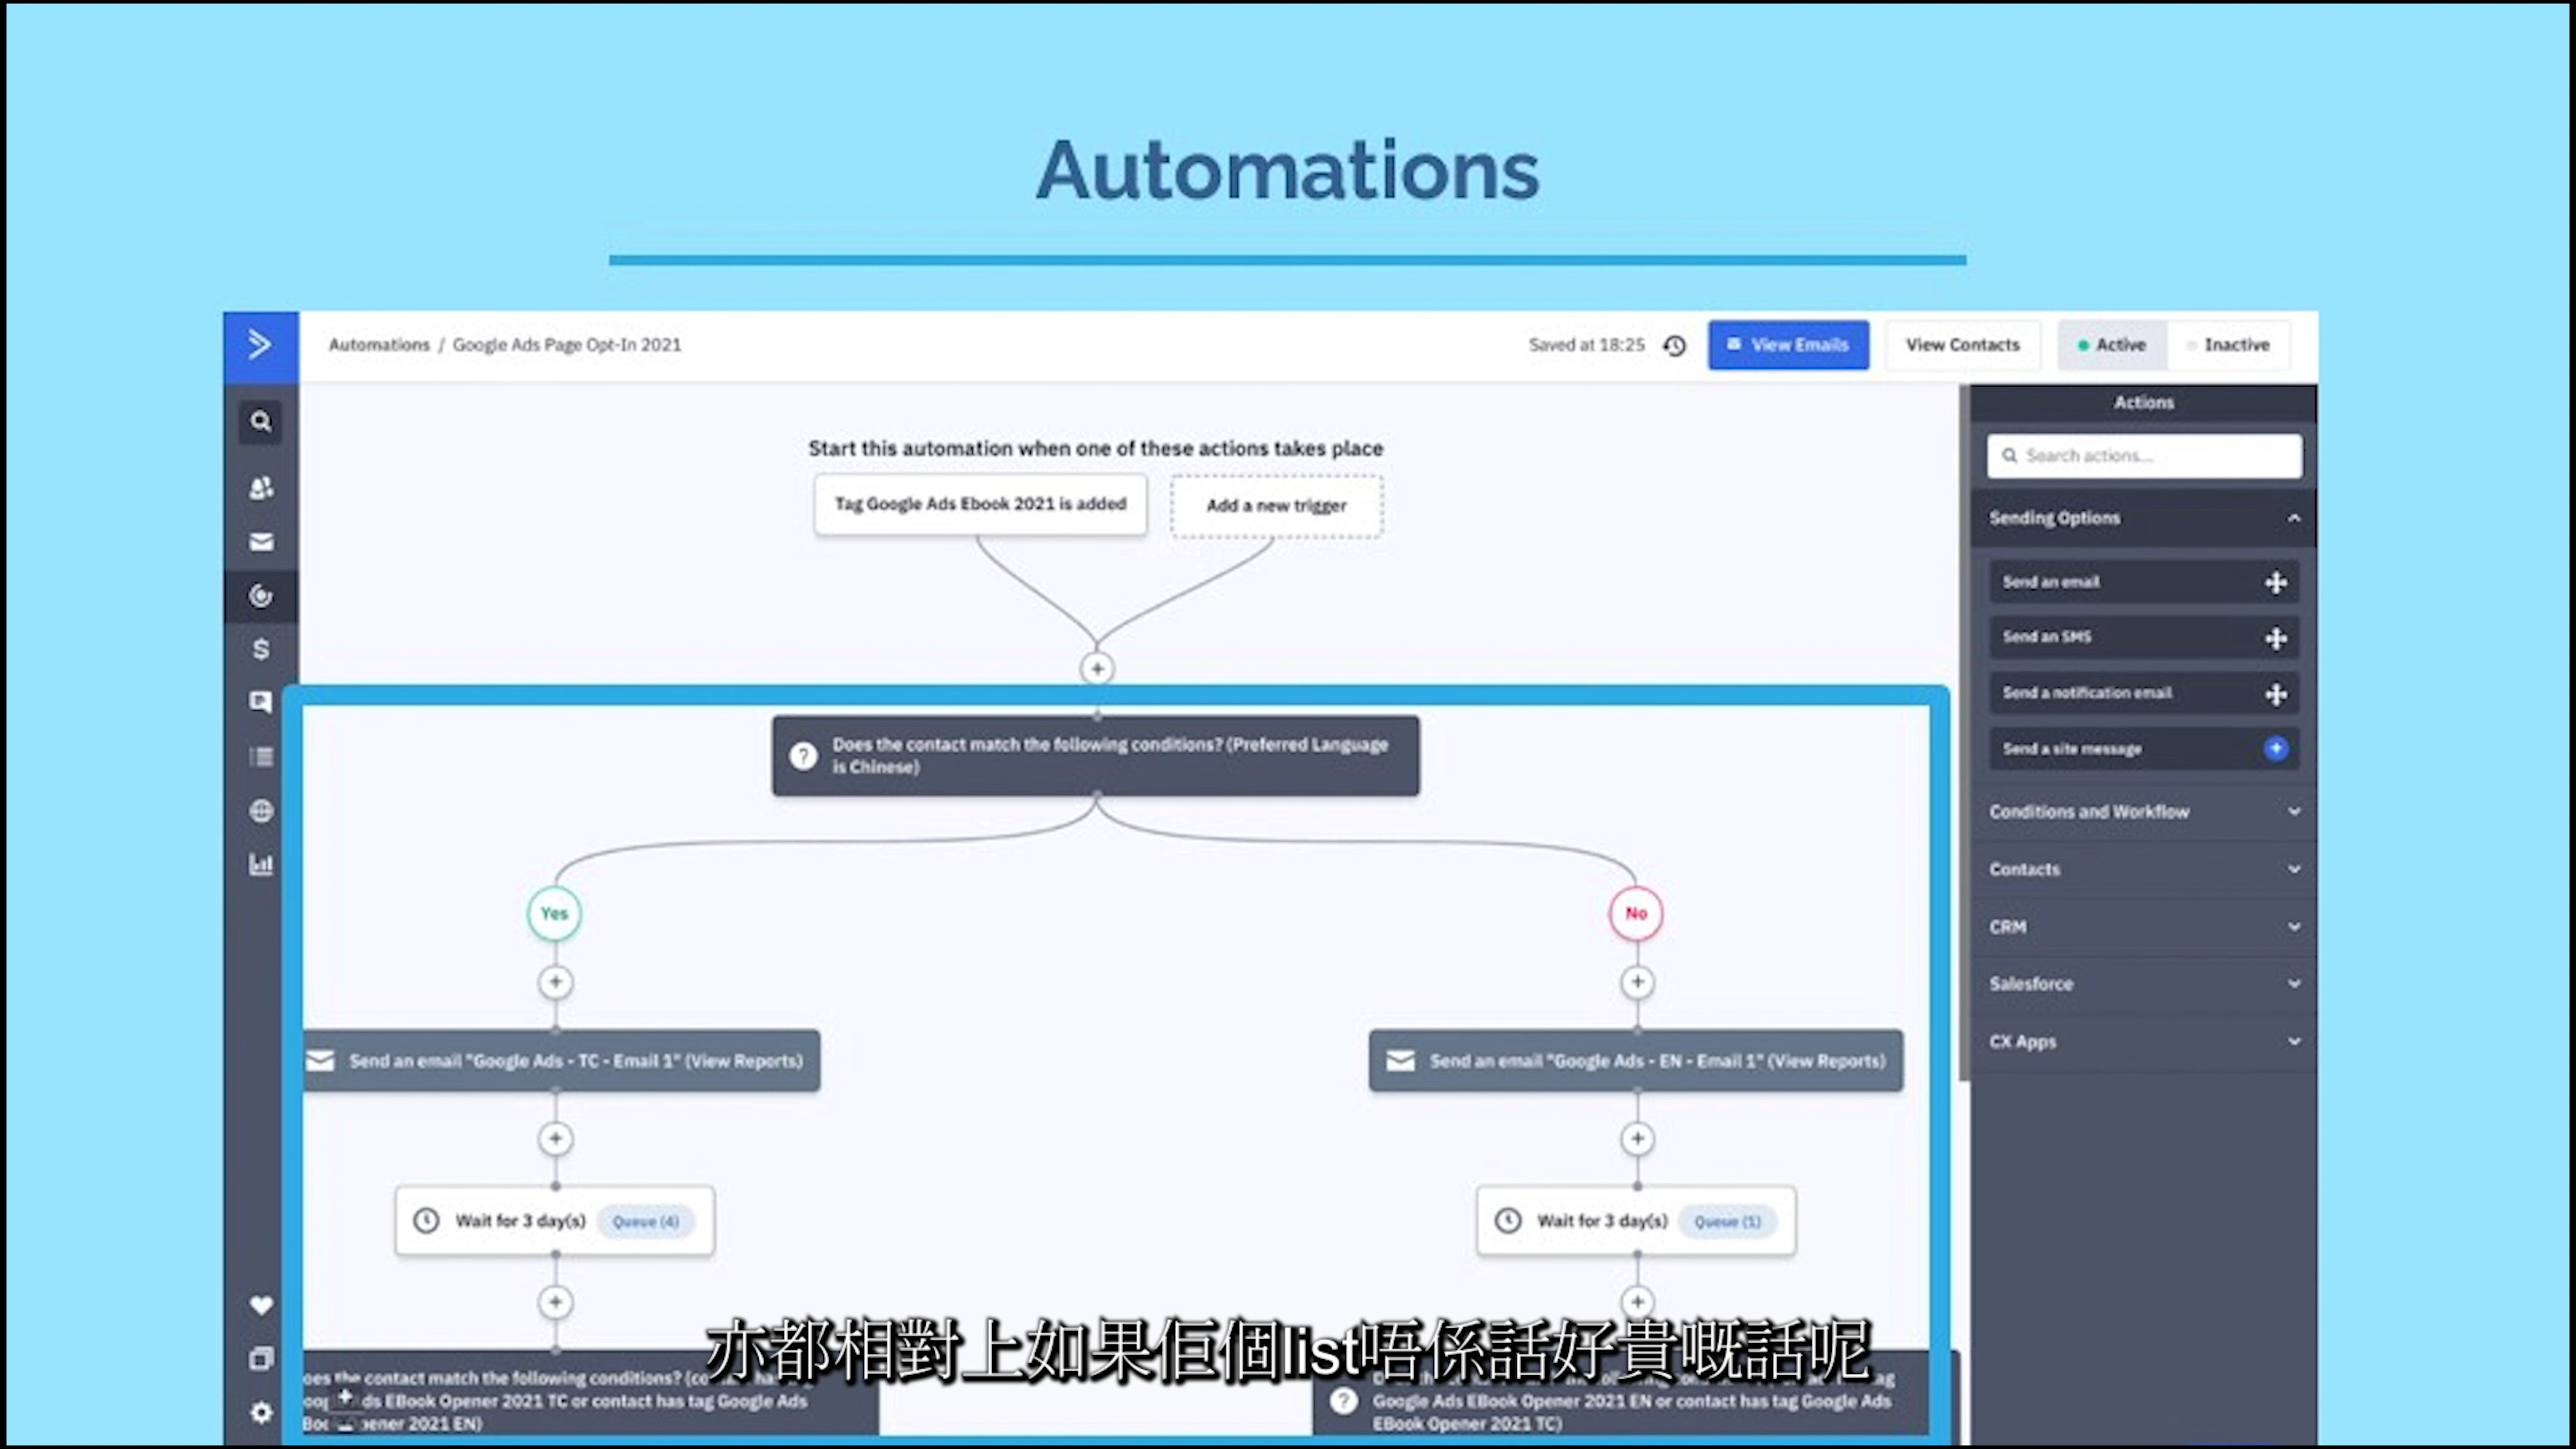 Automations
Automations / Google Ads Page Opt-In 2021
Saved at 18:25
View Emails
View Contacts
Active
Inactive
Actions
Search actions...
Start this automation when one of these actions takes place
Tag Google Ads Ebook 2021 is added
Add a new trigger
Sending Options
Send an email
Send an SMS
Send a notification email
Send a site message
Conditions and Workflow
Contacts
CRM
Salesforce
CX Apps
Does the contact match the following conditions? (Preferred Language
is Chinese)
Yes
No
Send an email "Google Ads - TC - Email 1" (View Reports)
Send an email "Google Ads - EN - Email 1" (View Reports)
Wait for 3 day(s) Queue (4)
Wait for 3 day(s) Queue (1)
亦都相對上如果佢個list唔係話好貴嘅話呢
the contact match the following conditions?
ds EBook Opener 2021 TC or contact has tag Google Ads
2021 EN)
Google Ads EBook Opener 2021 EN or contact has tag Google Ads
EBook Opener 2021 TC)